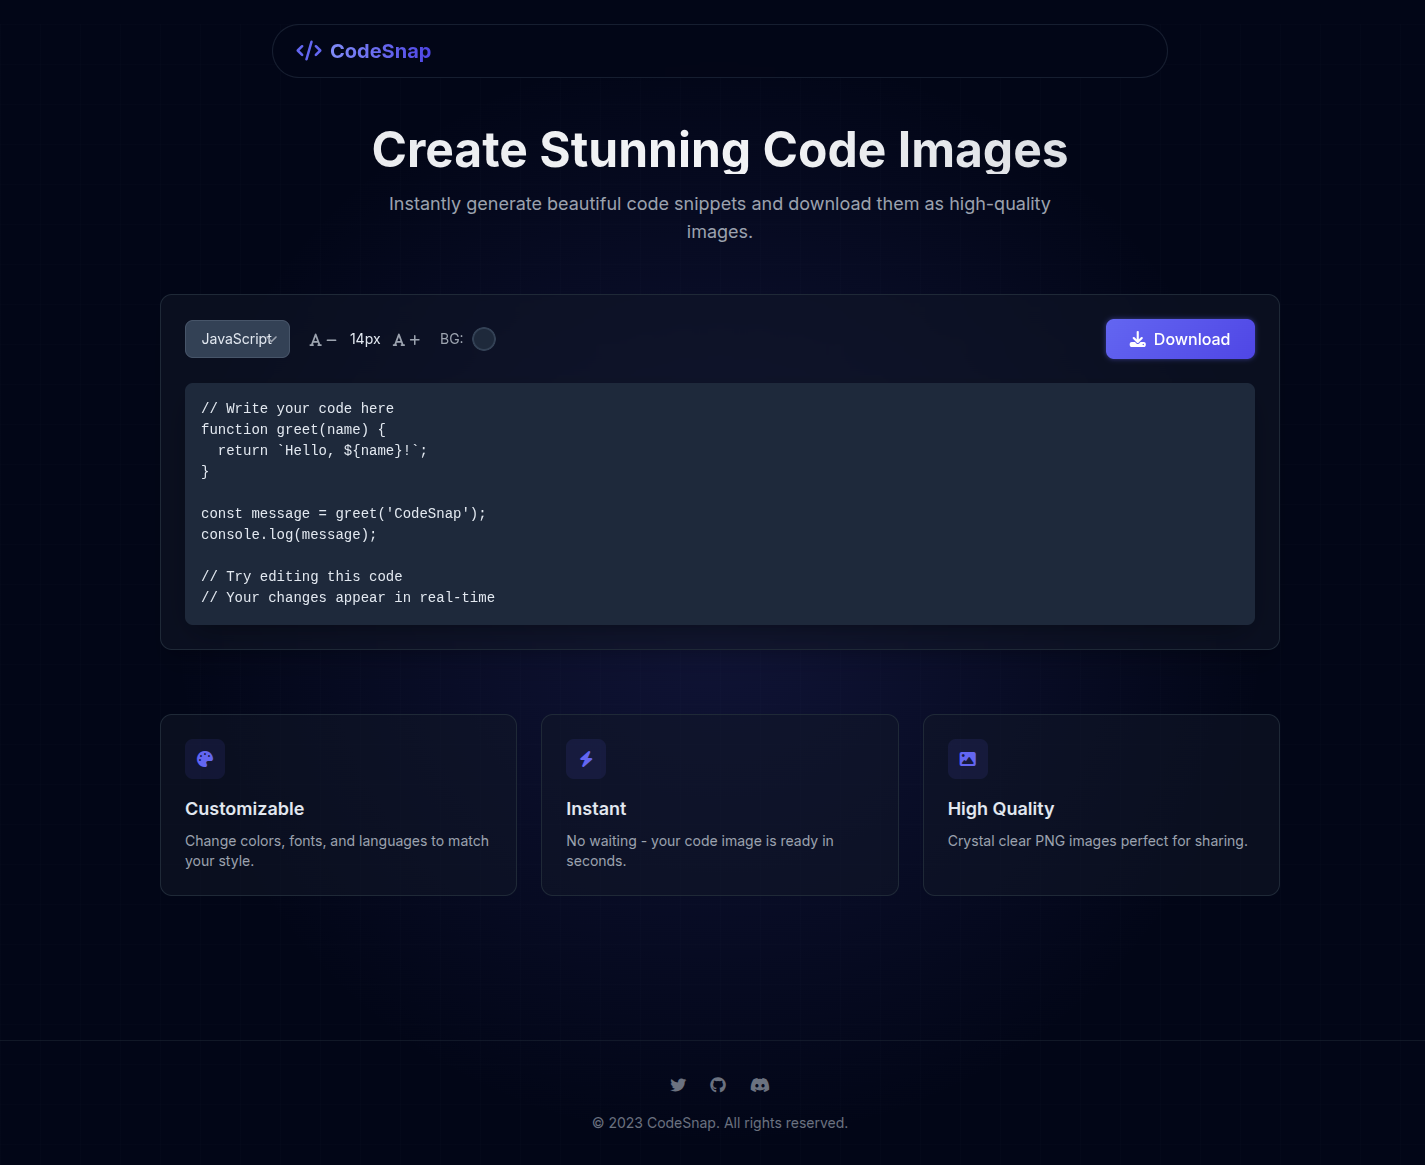 CodeSnap
Create Stunning Code Images
Instantly generate beautiful code snippets and download them as high-quality
images.
JavaScript A− 14px A+ BG: Download
// Write your code here
function greet(name) {
  return `Hello, ${name}!`;
}
const message = greet('CodeSnap');
console.log(message);
// Try editing this code
// Your changes appear in real-time
Customizable
Change colors, fonts, and languages to match
your style.
Instant
No waiting - your code image is ready in
seconds.
High Quality
Crystal clear PNG images perfect for sharing.
© 2023 CodeSnap. All rights reserved.